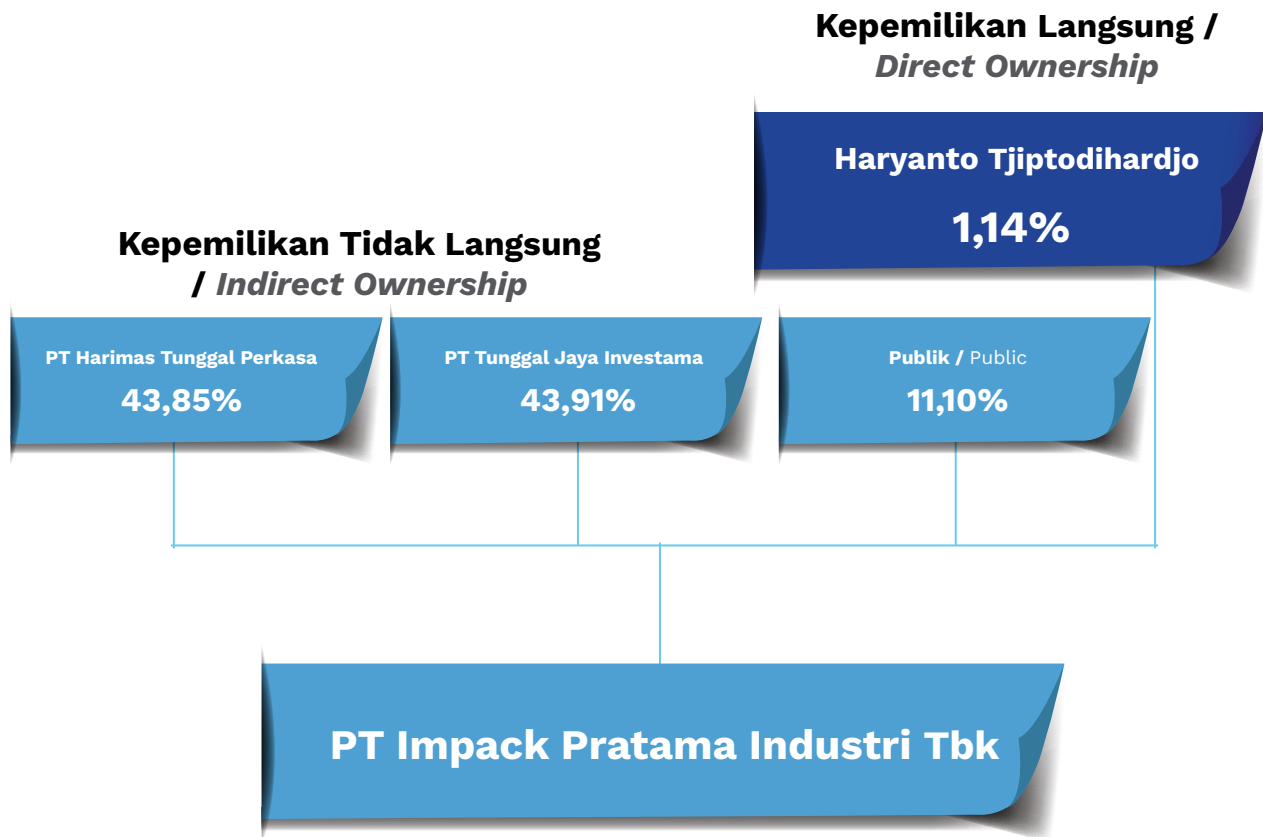 Kepemilikan Langsung /
Direct Ownership
Haryanto Tjiptodihardjo
1,14%
Kepemilikan Tidak Langsung
/ Indirect Ownership
PT Harimas Tunggal Perkasa
43,85%
PT Tunggal Jaya Investama
43,91%
Publik / Public
11,10%
PT Impack Pratama Industri Tbk